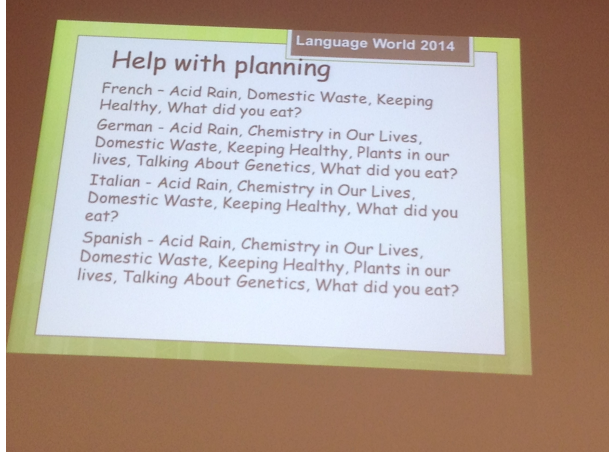 Language World 2014
Help with planning
French – Acid Rain, Domestic Waste, Keeping
Healthy, What did you eat?
German - Acid Rain, Chemistry in Our Lives,
Domestic Waste, Keeping Healthy, Plants in our
lives, Talking About Genetics, What did you eat?
Italian - Acid Rain, Chemistry in Our Lives,
Domestic Waste, Keeping Healthy, What did you
eat?
Spanish - Acid Rain, Chemistry in Our Lives,
Domestic Waste, Keeping Healthy, Plants in our
lives, Talking About Genetics, What did you eat?